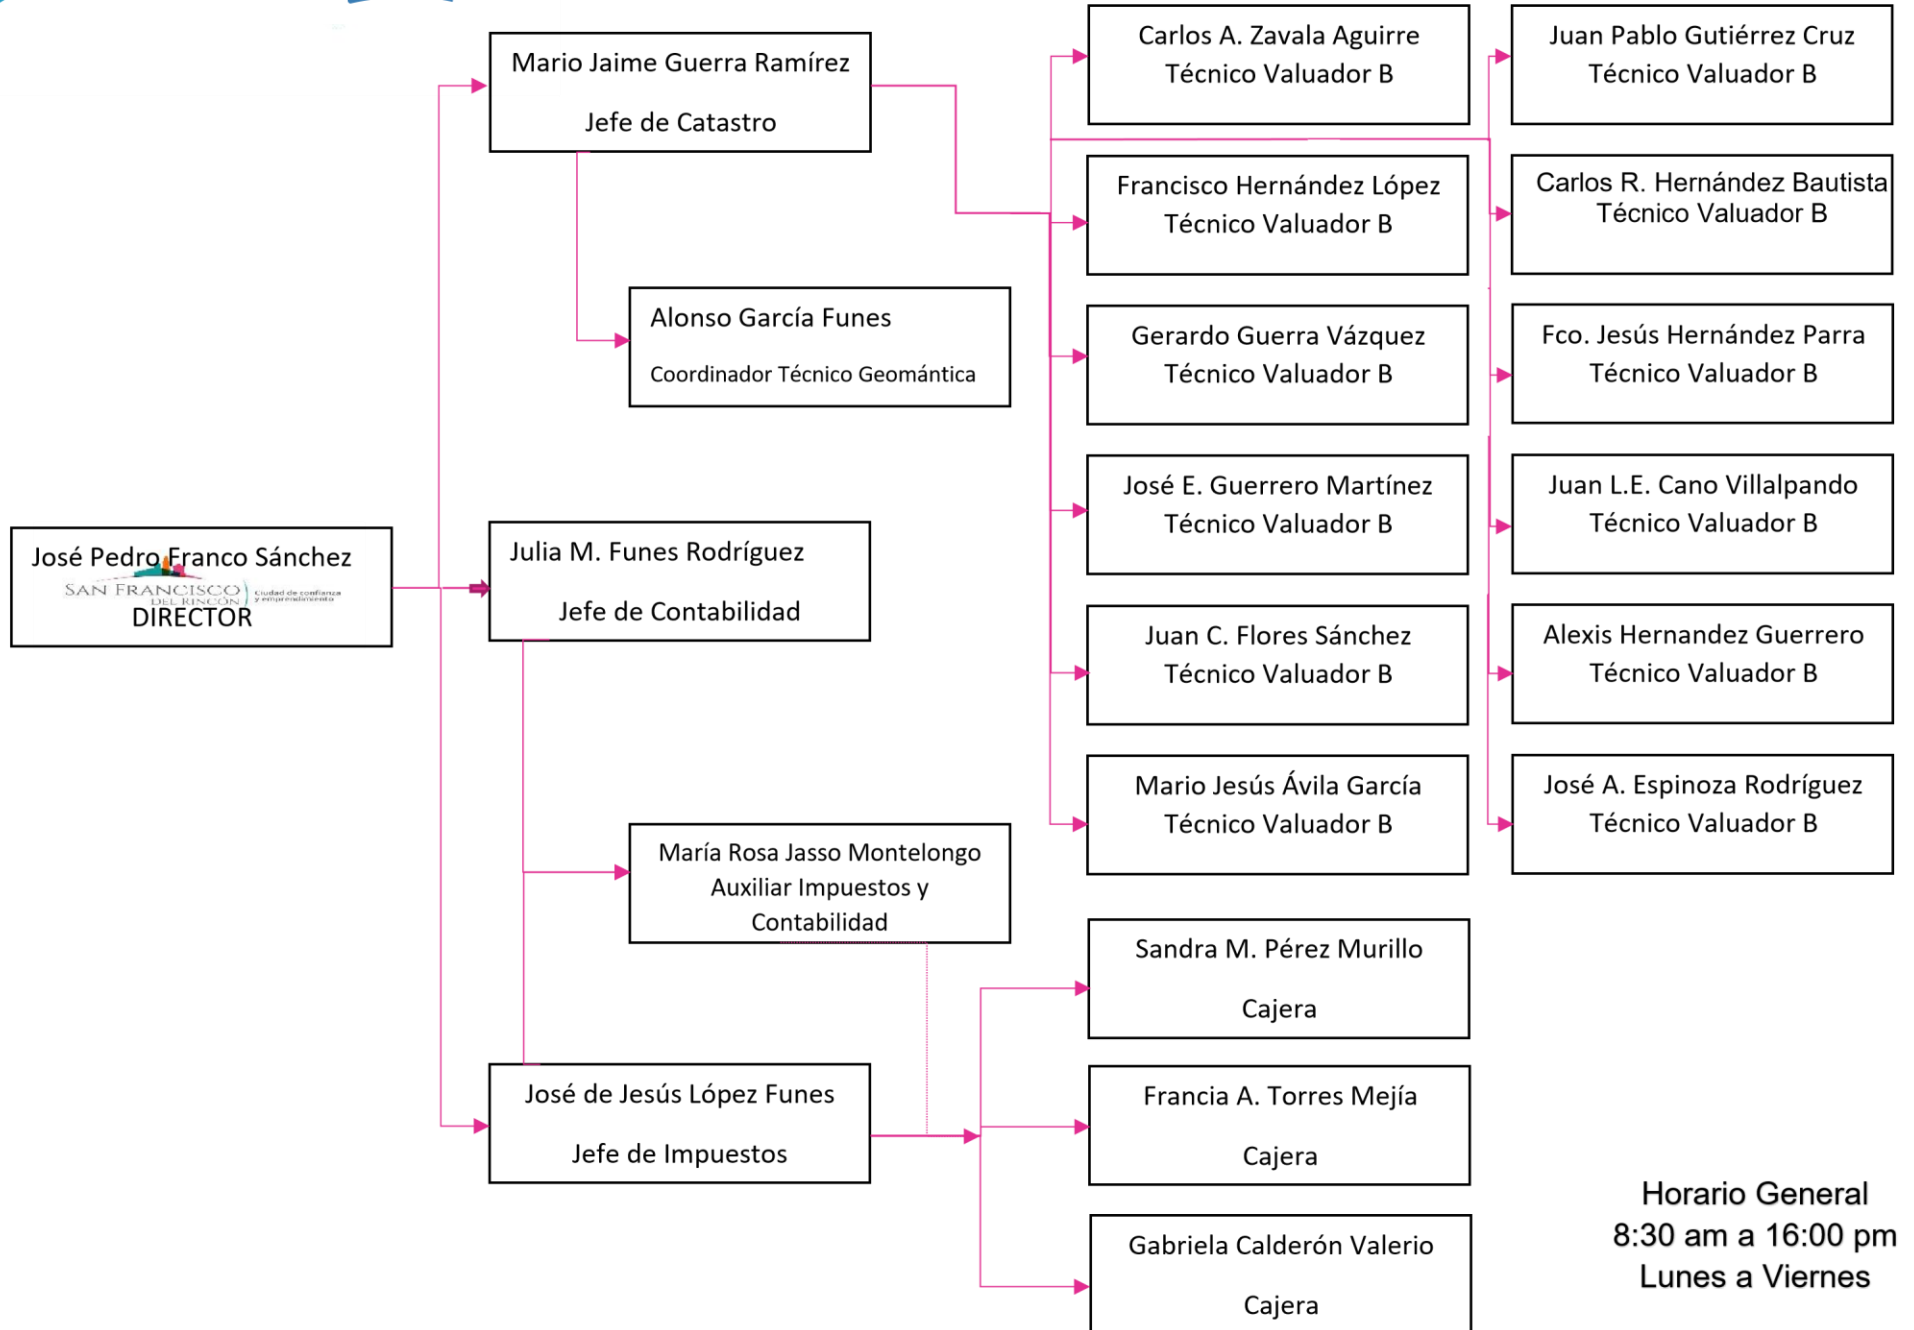 Mario Jaime Guerra Ramírez
Jefe de Catastro
Alonso García Funes
Coordinador Técnico Geomántica
José Pedro Franco Sánchez
SAN FRANCISCO
DEL RINCÓN
Ciudad de confianza
y emprendimiento
DIRECTOR
Julia M. Funes Rodríguez
Jefe de Contabilidad
María Rosa Jasso Montelongo
Auxiliar Impuestos y
Contabilidad
José de Jesús López Funes
Jefe de Impuestos
Carlos A. Zavala Aguirre
Técnico Valuador B
Francisco Hernández López
Técnico Valuador B
Gerardo Guerra Vázquez
Técnico Valuador B
José E. Guerrero Martínez
Técnico Valuador B
Juan C. Flores Sánchez
Técnico Valuador B
Mario Jesús Ávila García
Técnico Valuador B
Juan Pablo Gutiérrez Cruz
Técnico Valuador B
Carlos R. Hernández Bautista
Técnico Valuador B
Fco. Jesús Hernández Parra
Técnico Valuador B
Juan L.E. Cano Villalpando
Técnico Valuador B
Alexis Hernandez Guerrero
Técnico Valuador B
José A. Espinoza Rodríguez
Técnico Valuador B
Sandra M. Pérez Murillo
Cajera
Francia A. Torres Mejía
Cajera
Gabriela Calderón Valerio
Cajera
Horario General
8:30 am a 16:00 pm
Lunes a Viernes